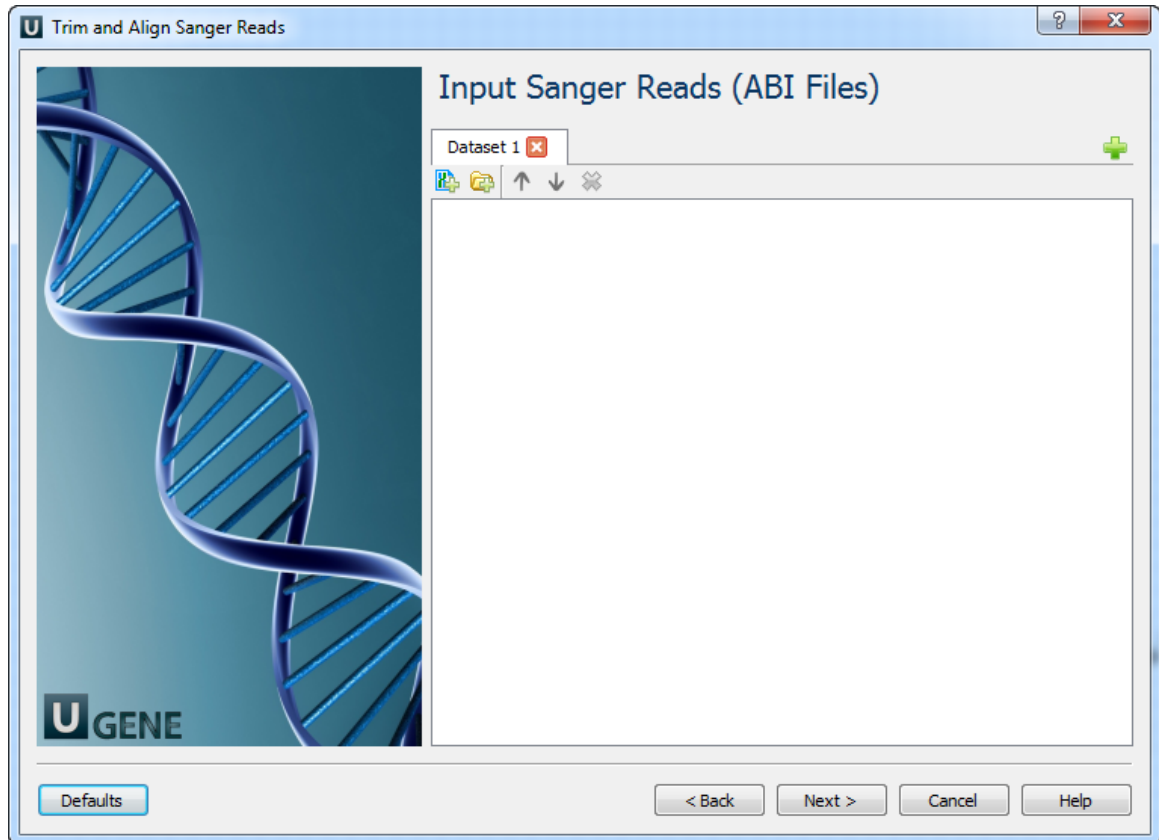 U Trim and Align Sanger Reads
Input Sanger Reads (ABI Files)
Dataset 1
UGENE
Defaults
< Back
Next >
Cancel
Help